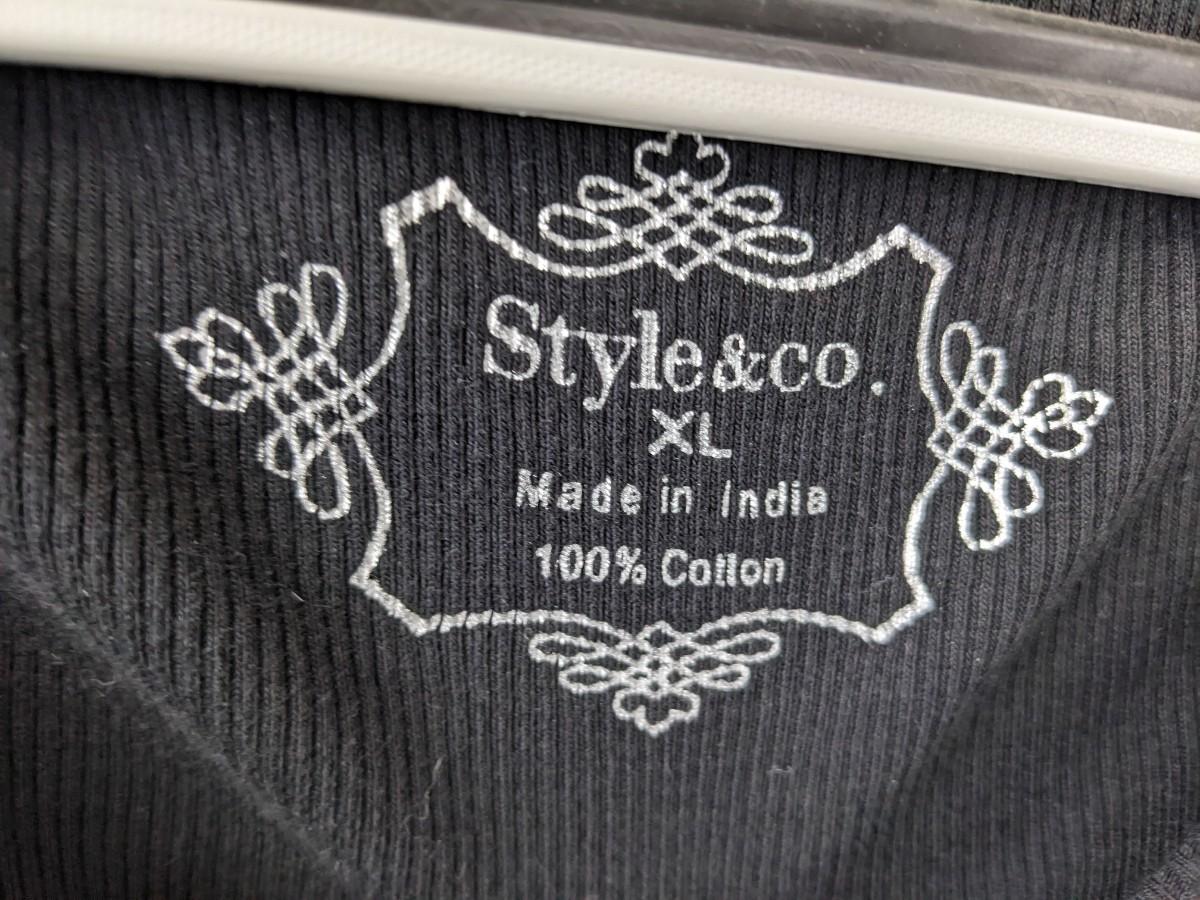 Style&co.
XL
Made in India
100% Cotton